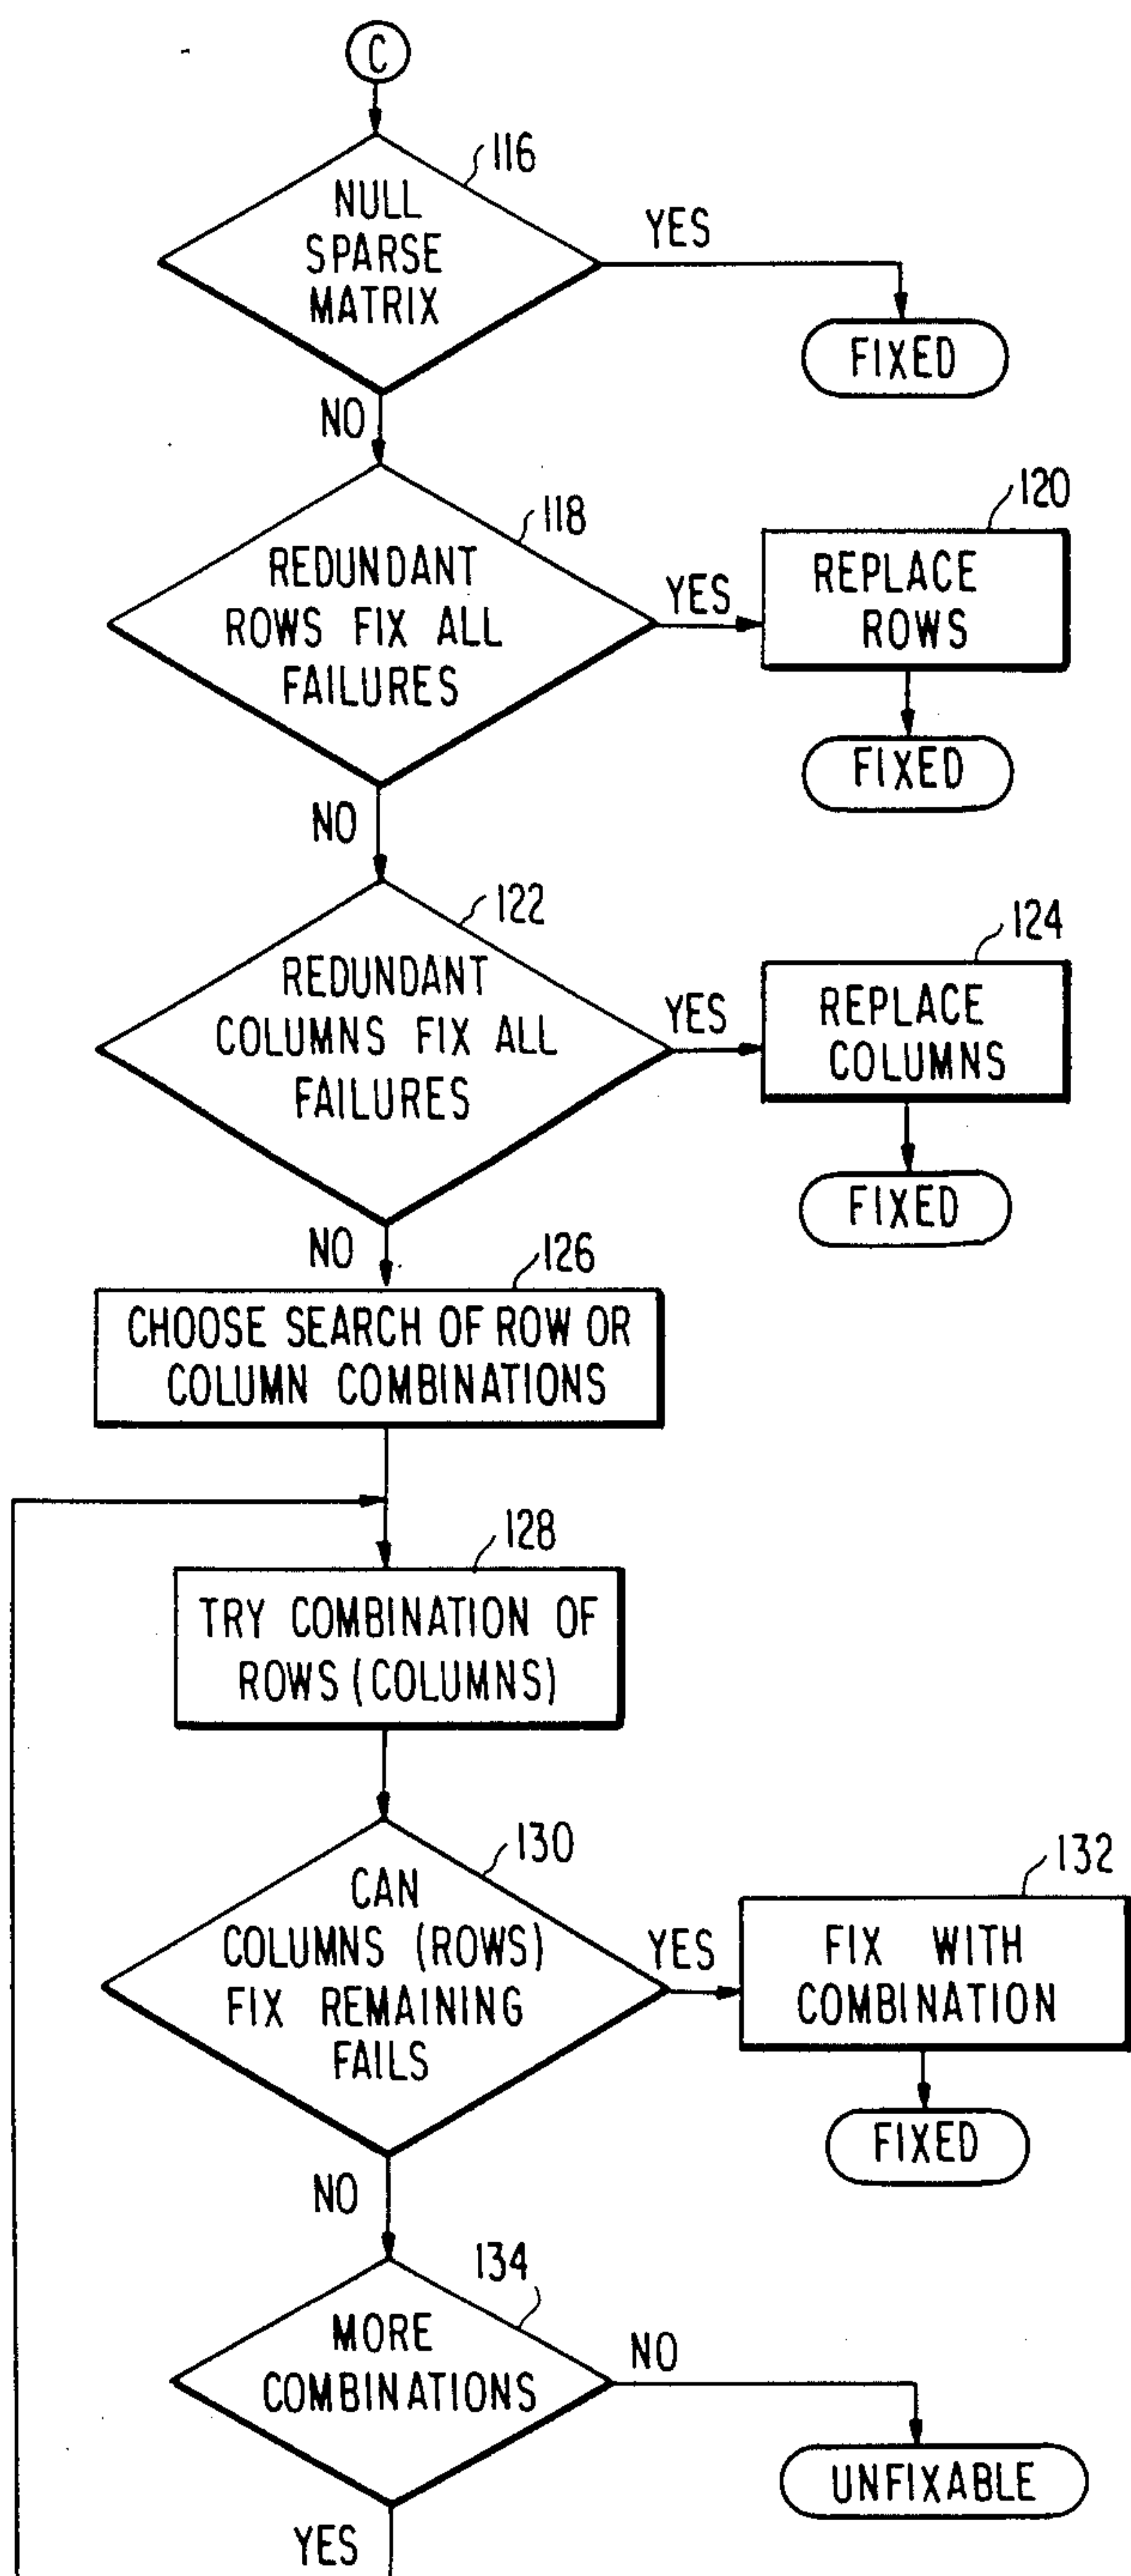 C
116
NULL
SPARSE
MATRIX
YES
FIXED
NO
118
REDUNDANT
ROWS FIX ALL
FAILURES
YES
120
REPLACE
ROWS
FIXED
NO
122
REDUNDANT
COLUMNS FIX ALL
FAILURES
YES
124
REPLACE
COLUMNS
FIXED
NO
126
CHOOSE SEARCH OF ROW OR
COLUMN COMBINATIONS
128
TRY COMBINATION OF
ROWS (COLUMNS)
130
CAN
COLUMNS (ROWS)
FIX REMAINING
FAILS
YES
132
FIX WITH
COMBINATION
FIXED
NO
134
MORE
COMBINATIONS
NO
UNFIXABLE
YES